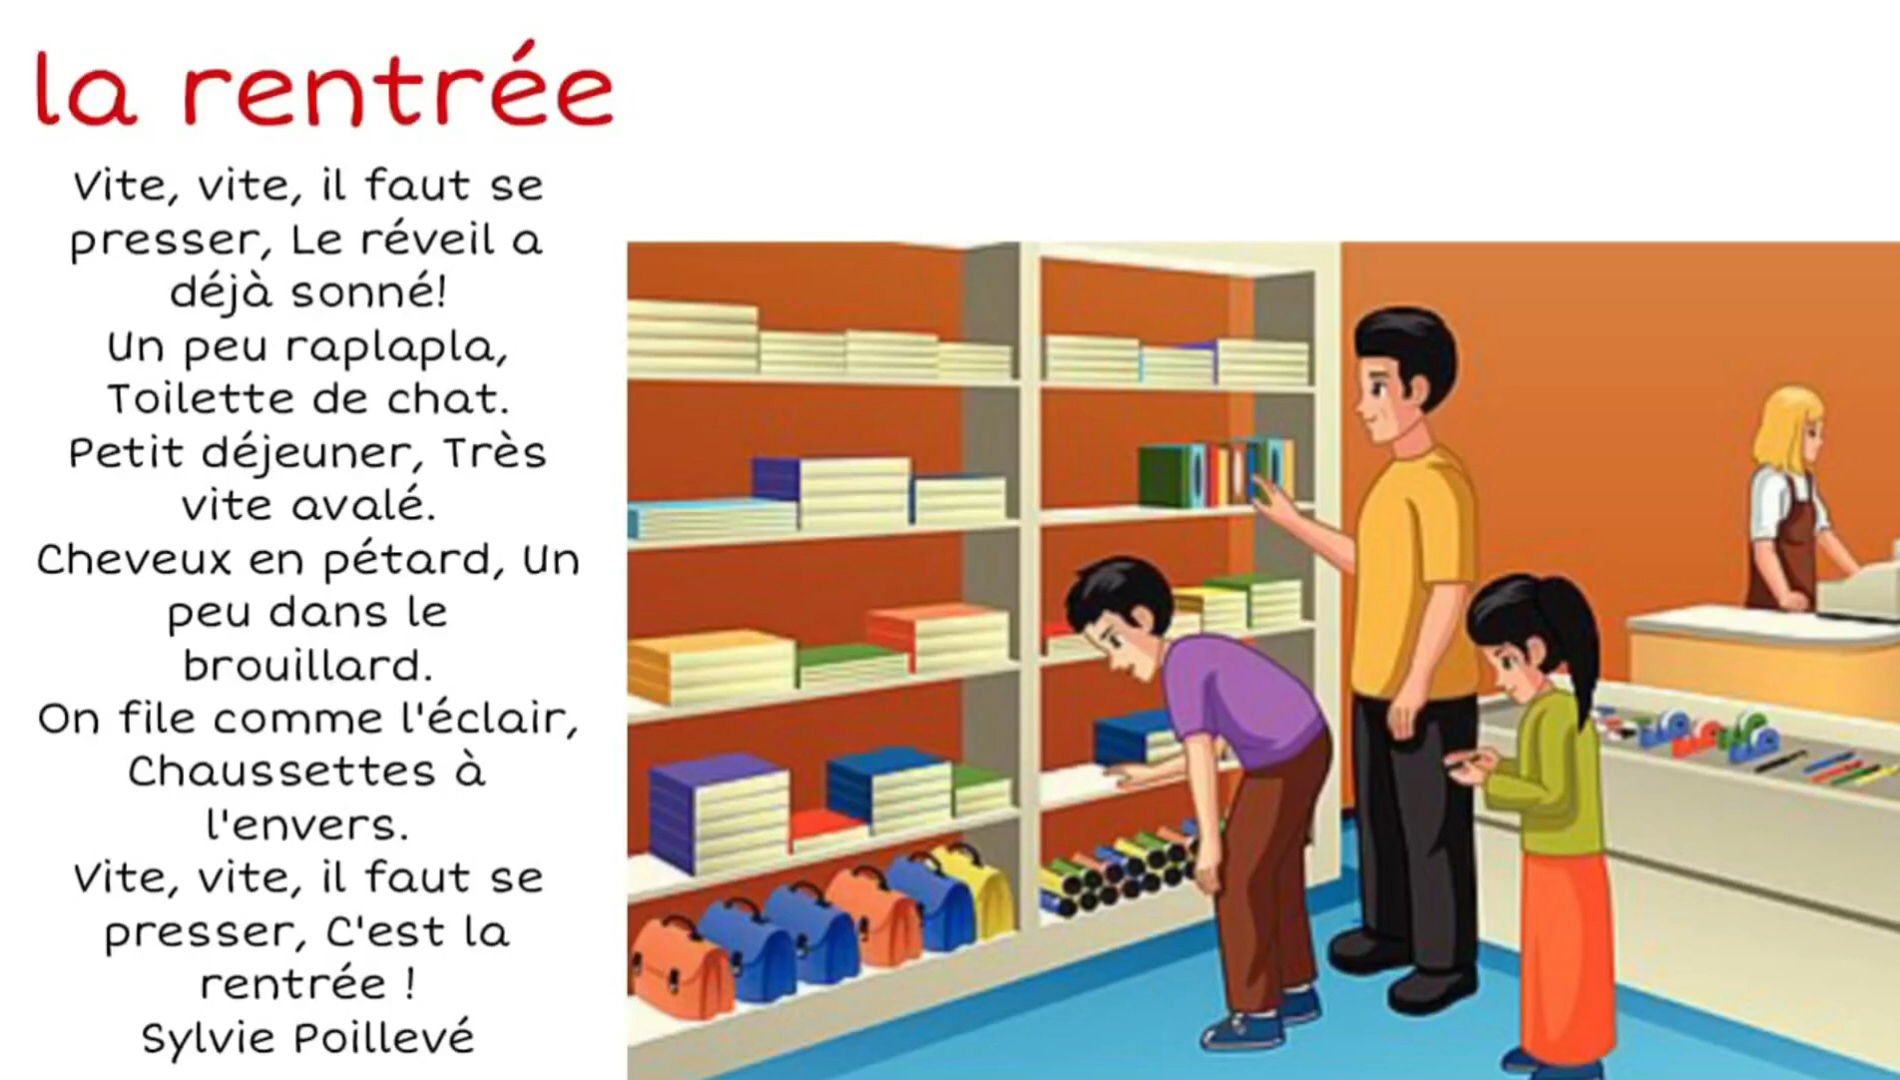 la rentrée
Vite, vite, il faut se
presser, Le réveil a
déjà sonné!
Un peu raplapla,
Toilette de chat.
Petit déjeuner, Très
vite avalé.
Cheveux en pétard, Un
peu dans le
brouillard.
On file comme l'éclair,
Chaussettes à
l'envers.
Vite, vite, il faut se
presser, C'est la
rentrée !
Sylvie Poillevé